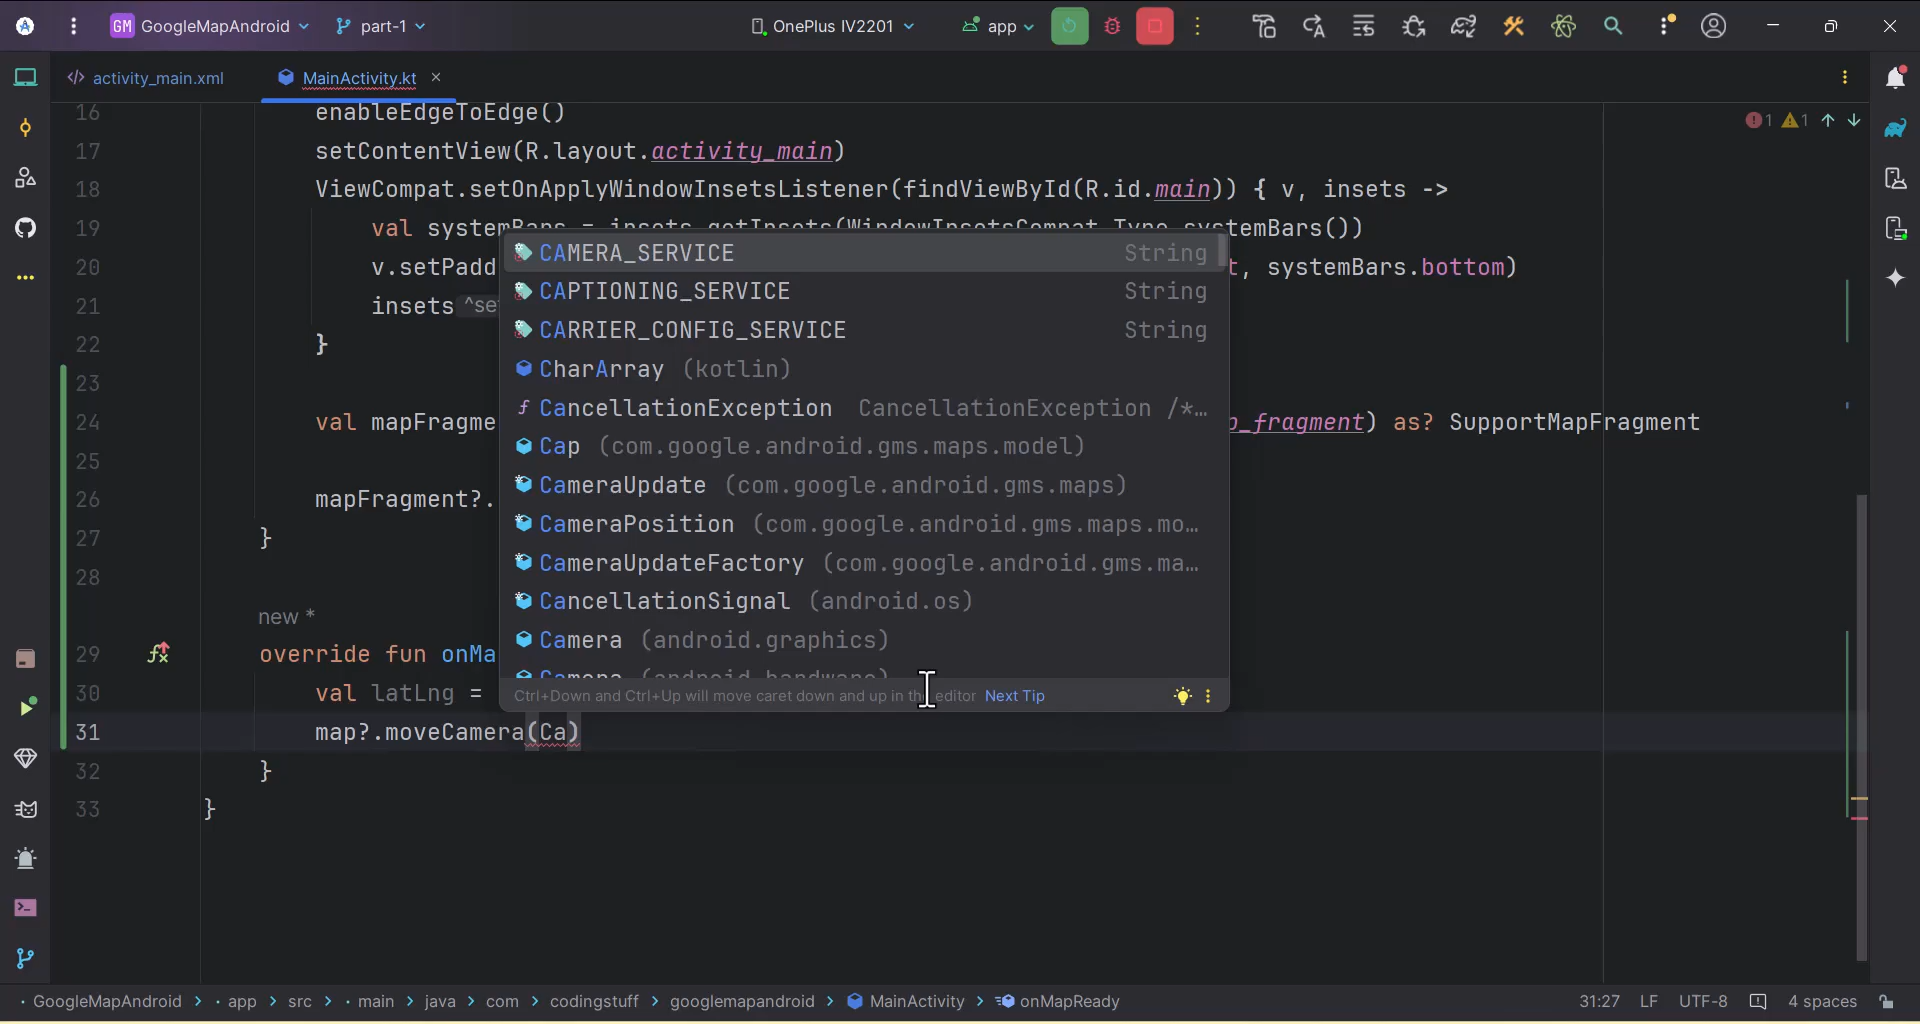 GM GoogleMapAndroid part-1 OnePlus IV2201 app
activity_main.xml MainActivity.kt
16 enableEdgeToEdge() 1 1
17 setContentView(R.layout.activity_main)
18 ViewCompat.setOnApplyWindowInsetsListener(findViewById(R.id.main)) { v, insets ->
19 val systemBars = insets.getInsets(WindowInsetsCompat.Type.systemBars())
20 v.setPadd t, systemBars.bottom)
21 insets ^se
22 }
23
24 val mapFragme p_fragment) as? SupportMapFragment
25
26 mapFragment?.
27 }
28
new *
29 override fun onMa
30 val latLng =
31 map?.moveCamera(Ca)
32 }
33 }
CAMERA_SERVICE String
CAPTIONING_SERVICE String
CARRIER_CONFIG_SERVICE String
CharArray (kotlin)
CancellationException CancellationException /*…
Cap (com.google.android.gms.maps.model)
CameraUpdate (com.google.android.gms.maps)
CameraPosition (com.google.android.gms.maps.mo…
CameraUpdateFactory (com.google.android.gms.ma…
CancellationSignal (android.os)
Camera (android.graphics)
Camera (android.hardware)
Ctrl+Down and Ctrl+Up will move caret down and up in the editor Next Tip
GoogleMapAndroid > app > src > main > java > com > codingstuff > googlemapandroid > MainActivity > onMapReady 31:27 LF UTF-8 4 spaces